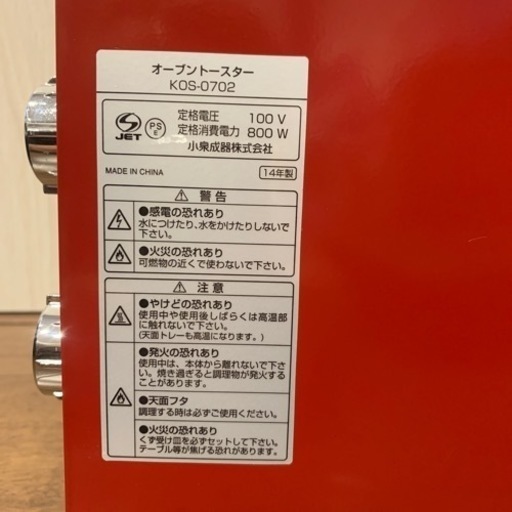 オーブントースター
KOS-0702
JET
PS
E
定格電圧 100 V
定格消費電力 800 W
小泉成器株式会社
MADE IN CHINA
14年製
警告
●感電の恐れあり
水につけたり、水をかけたりしないで
下さい。
●火災の恐れあり
可燃物の近くで使わないで下さい。
注意
●やけどの恐れあり
使用中や使用後しばらくは高温部
に触れないで下さい。
(天面トレーも高温になります。)
●発火の恐れあり
使用中は、本体から離れないで下さ
い。焼き過ぎると調理物が発火する
ことがあります。
●天面フタ
調理する時は必ずご使用ください。
●火災の恐れあり
くず受け皿を必ずセットして下さい。
テーブル等が焦げる恐れがあります。